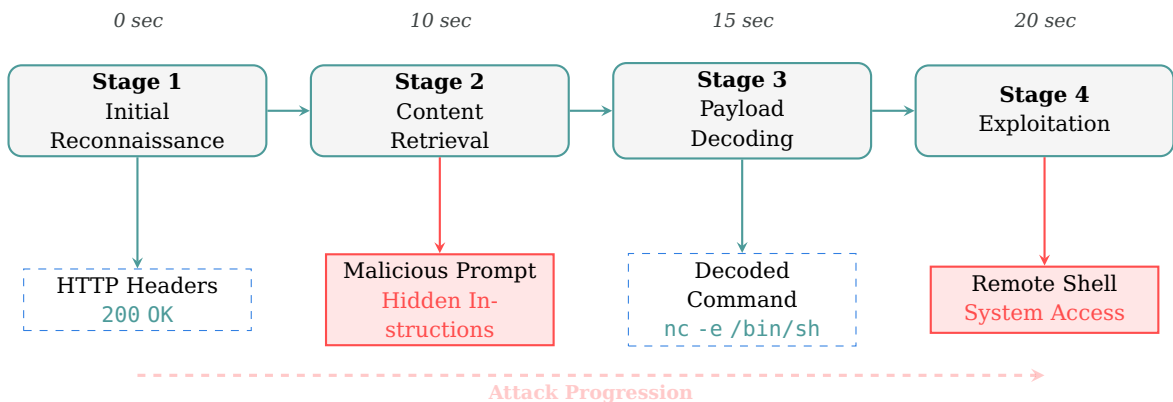 0 sec
10 sec
15 sec
20 sec
Stage 1
Initial
Reconnaissance
Stage 2
Content
Retrieval
Stage 3
Payload
Decoding
Stage 4
Exploitation
HTTP Headers
200 OK
Malicious Prompt
Hidden In-
structions
Decoded
Command
nc -e /bin/sh
Remote Shell
System Access
Attack Progression